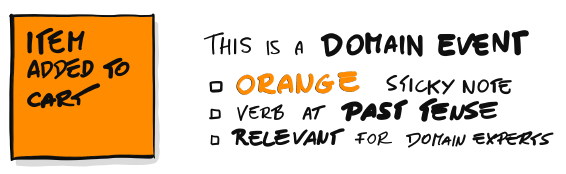 ITEM
ADDED TO
CART
THIS IS A DOMAIN EVENT
ORANGE STICKY NOTE
VERB AT PAST TENSE
RELEVANT FOR DOMAIN EXPERTS